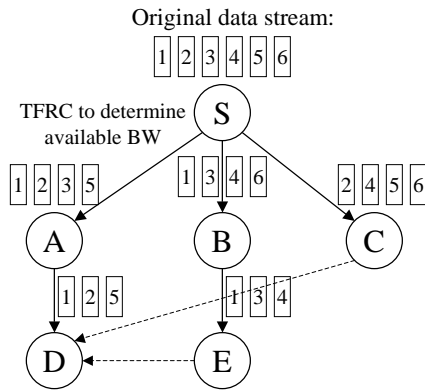 Original data stream:
1 2 3 4 5 6
TFRC to determine
available BW
S
1 2 3 5
1 3 4 6
2 4 5 6
A
B
C
1 2 5
1 3 4
D
E